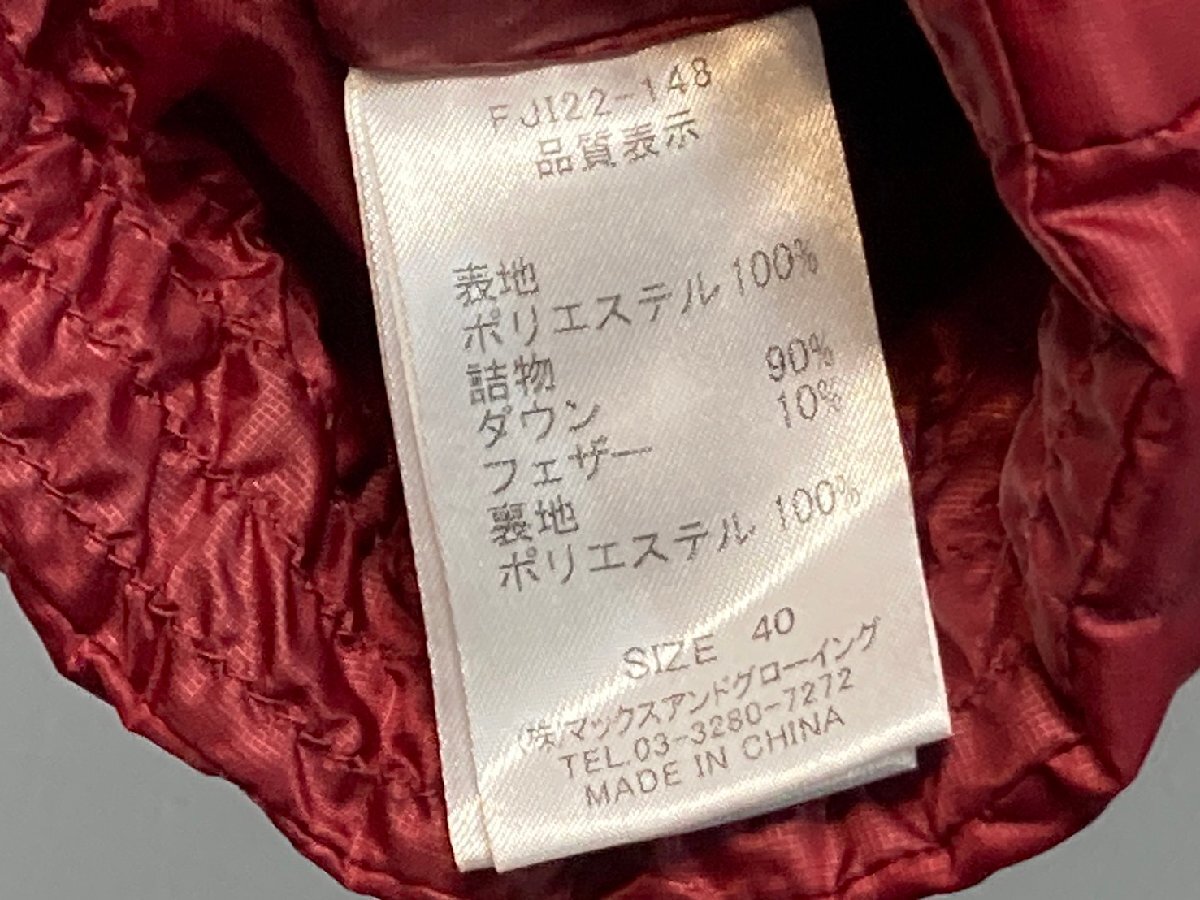 FJI22-148
品質表示
表地
ポリエステル 100%
詰物
ダウン 90%
フェザー 10%
裏地
ポリエステル 100%
SIZE 40
(株)マックスアンドグローイング
TEL.03-3280-7272
MADE IN CHINA